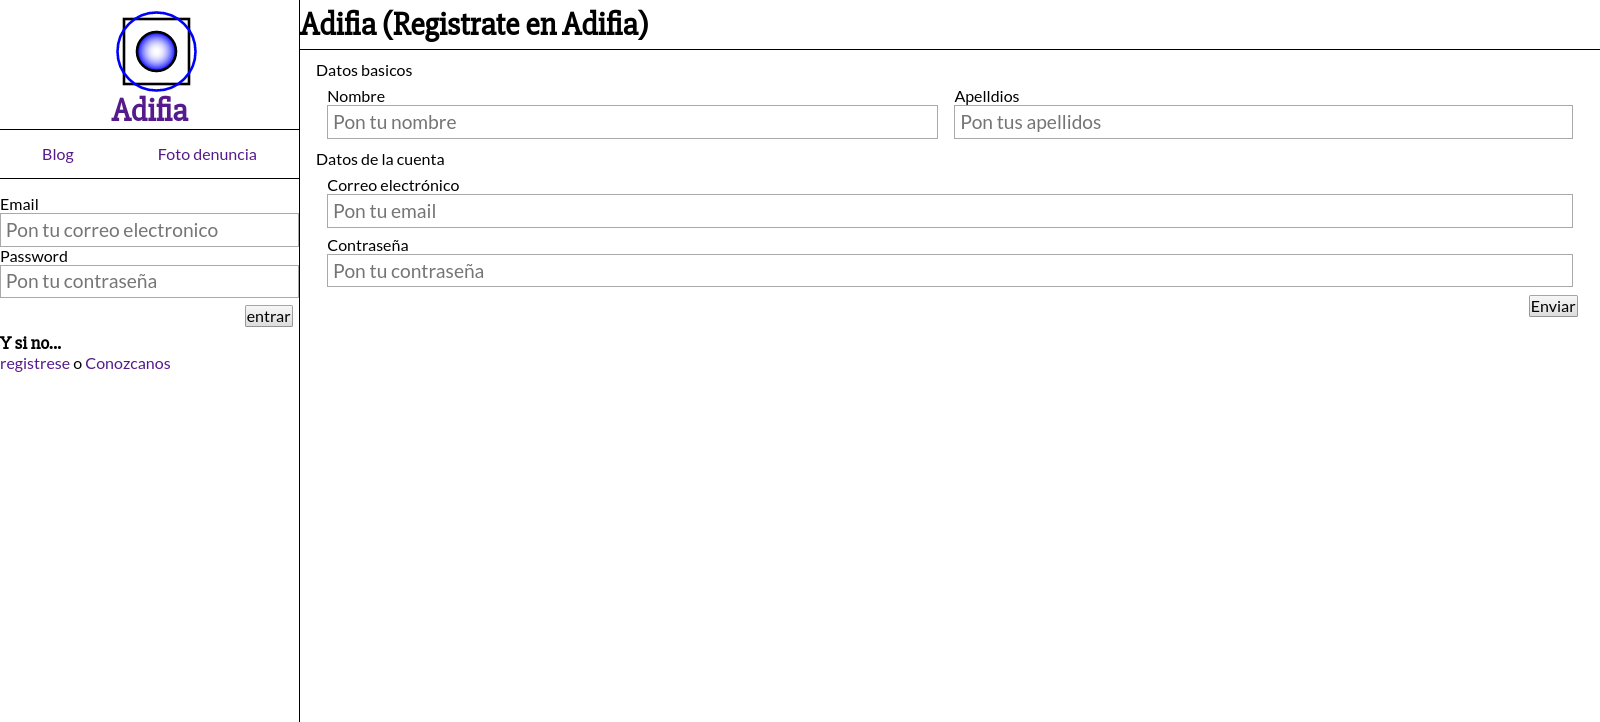 Adifia
Blog Foto denuncia
Email
Pon tu correo electronico
Password
Pon tu contraseña
entrar
Y si no...
registrese o Conozcanos
Adifia (Registrate en Adifia)
Datos basicos
Nombre Apelldios
Pon tu nombre Pon tus apellidos
Datos de la cuenta
Correo electrónico
Pon tu email
Contraseña
Pon tu contraseña
Enviar